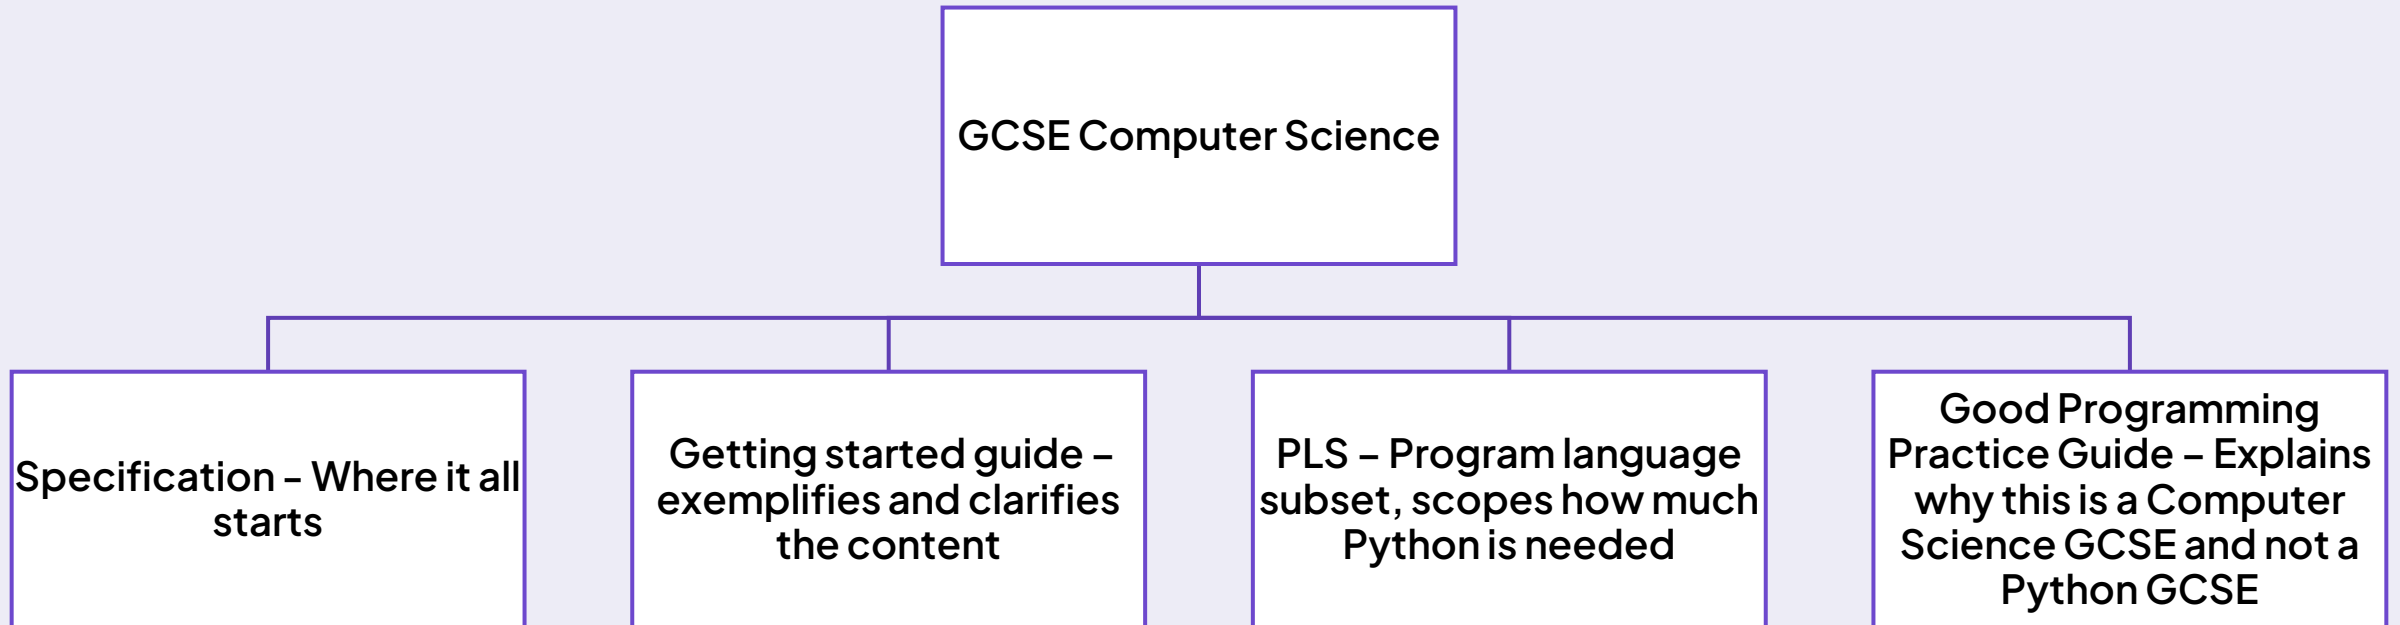 GCSE Computer Science
Specification – Where it all
starts
Getting started guide –
exemplifies and clarifies
the content
PLS – Program language
subset, scopes how much
Python is needed
Good Programming
Practice Guide – Explains
why this is a Computer
Science GCSE and not a
Python GCSE